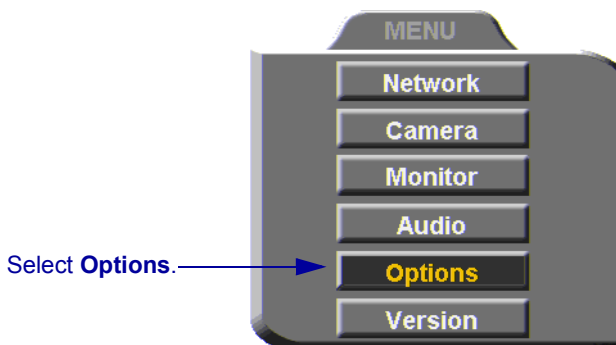 MENU
Network
Camera
Monitor
Audio
Select Options.
Options
Version